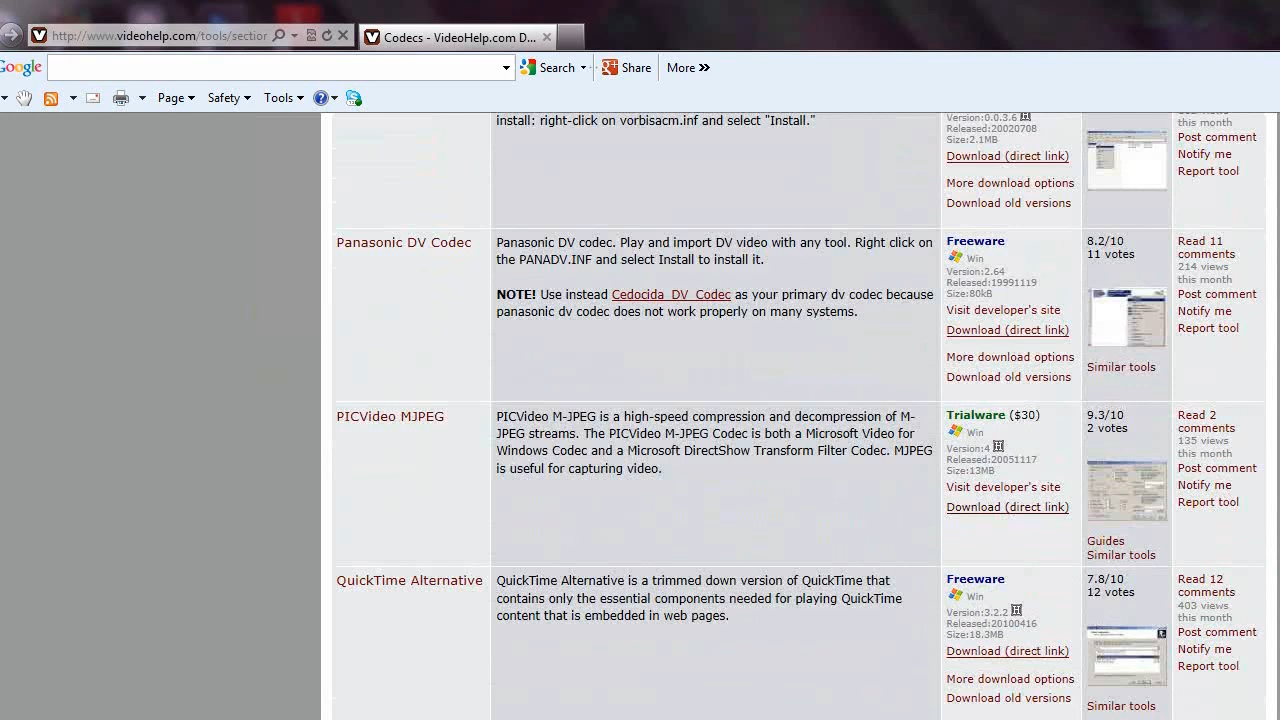 http://www.videohelp.com/tools/section
Codecs - VideoHelp.com D...
Google
Search
Share
More
Page
Safety
Tools
install: right-click on vorbisacm.inf and select "Install."
Version:0.0.3.6
Released:20020708
Size:2.1MB
Download (direct link)
More download options
Download old versions
this month
Post comment
Notify me
Report tool
Panasonic DV Codec
Panasonic DV codec. Play and import DV video with any tool. Right click on
the PANADV.INF and select Install to install it.
NOTE! Use instead Cedocida DV Codec as your primary dv codec because
panasonic dv codec does not work properly on many systems.
Freeware
Win
Version:2.64
Released:19991119
Size:80kB
Visit developer's site
Download (direct link)
More download options
Download old versions
8.2/10
11 votes
Similar tools
Read 11
comments
214 views
this month
Post comment
Notify me
Report tool
PICVideo MJPEG
PICVideo M-JPEG is a high-speed compression and decompression of M-
JPEG streams. The PICVideo M-JPEG Codec is both a Microsoft Video for
Windows Codec and a Microsoft DirectShow Transform Filter Codec. MJPEG
is useful for capturing video.
Trialware ($30)
Win
Version:4
Released:20051117
Size:13MB
Visit developer's site
Download (direct link)
9.3/10
2 votes
Guides
Similar tools
Read 2
comments
135 views
this month
Post comment
Notify me
Report tool
QuickTime Alternative
QuickTime Alternative is a trimmed down version of QuickTime that
contains only the essential components needed for playing QuickTime
content that is embedded in web pages.
Freeware
Win
Version:3.2.2
Released:20100416
Size:18.3MB
Download (direct link)
More download options
Download old versions
7.8/10
12 votes
Similar tools
Read 12
comments
403 views
this month
Post comment
Notify me
Report tool